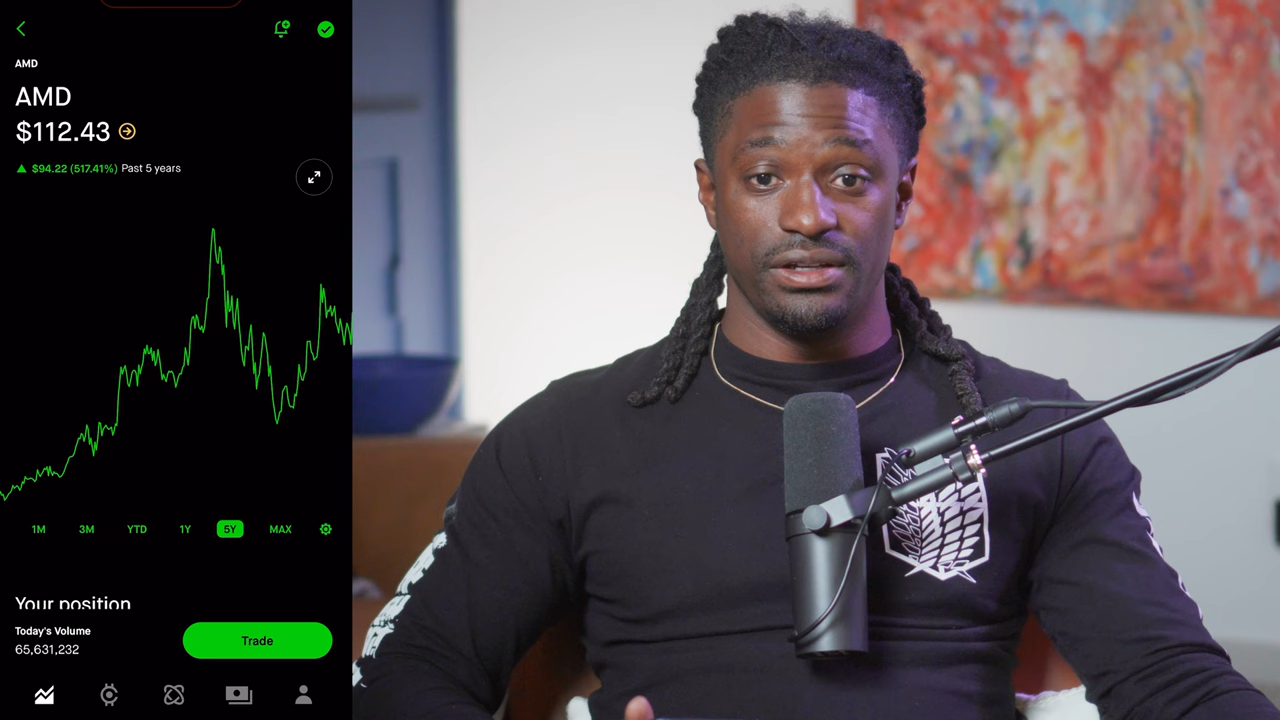 AMD
AMD
$112.43
$94.22 (517.41%) Past 5 years
1M 3M YTD 1Y 5Y MAX
Your position
Today's Volume
65,631,232
Trade